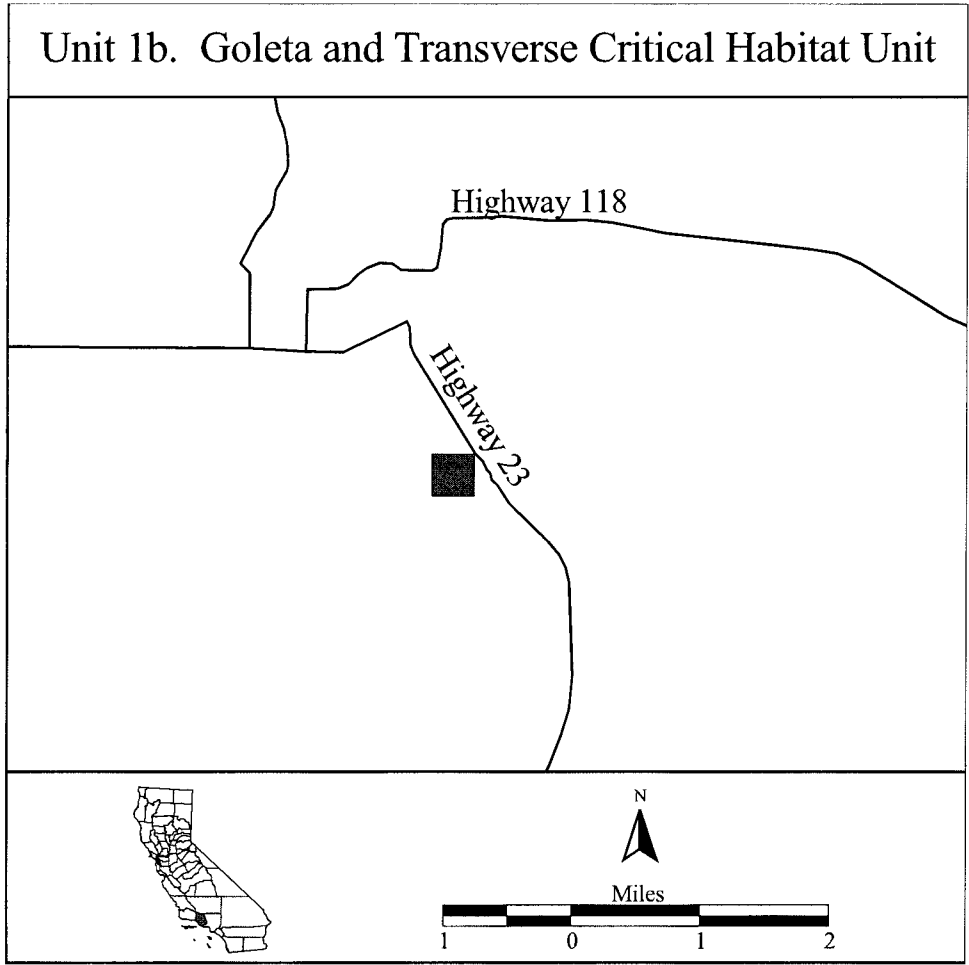 Unit 1b. Goleta and Transverse Critical Habitat Unit
Highway 118
Highway 23
N
Miles
1 0 1 2